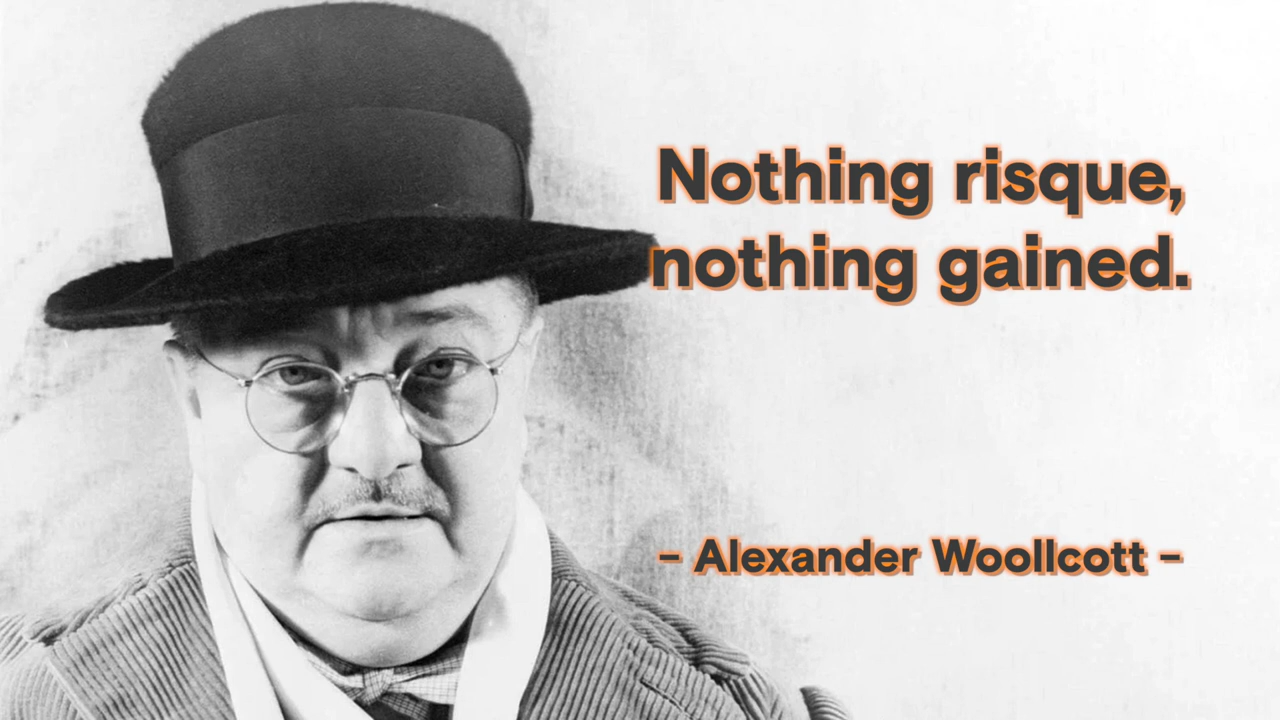 Nothing risque,
nothing gained.
– Alexander Woollcott –